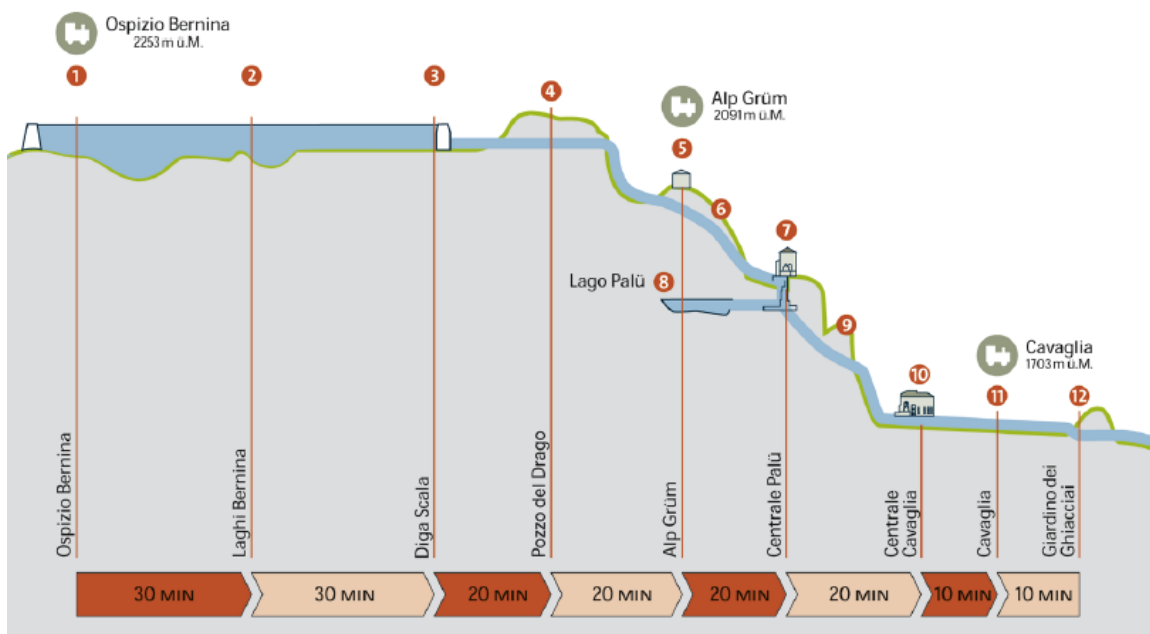 Ospizio Bernina
2253 m ü.M.
1
2
3
4
Alp Grüm
2091 m ü.M.
5
6
7
Lago Palü 8
9
Cavaglia
1703 m ü.M.
10
11
12
Ospizio Bernina
Laghi Bernina
Diga Scala
Pozzo del Drago
Alp Grüm
Centrale Palü
Centrale
Cavaglia
Cavaglia
Giardino dei
Ghiacciai
30 MIN
30 MIN
20 MIN
20 MIN
20 MIN
20 MIN
10 MIN
10 MIN